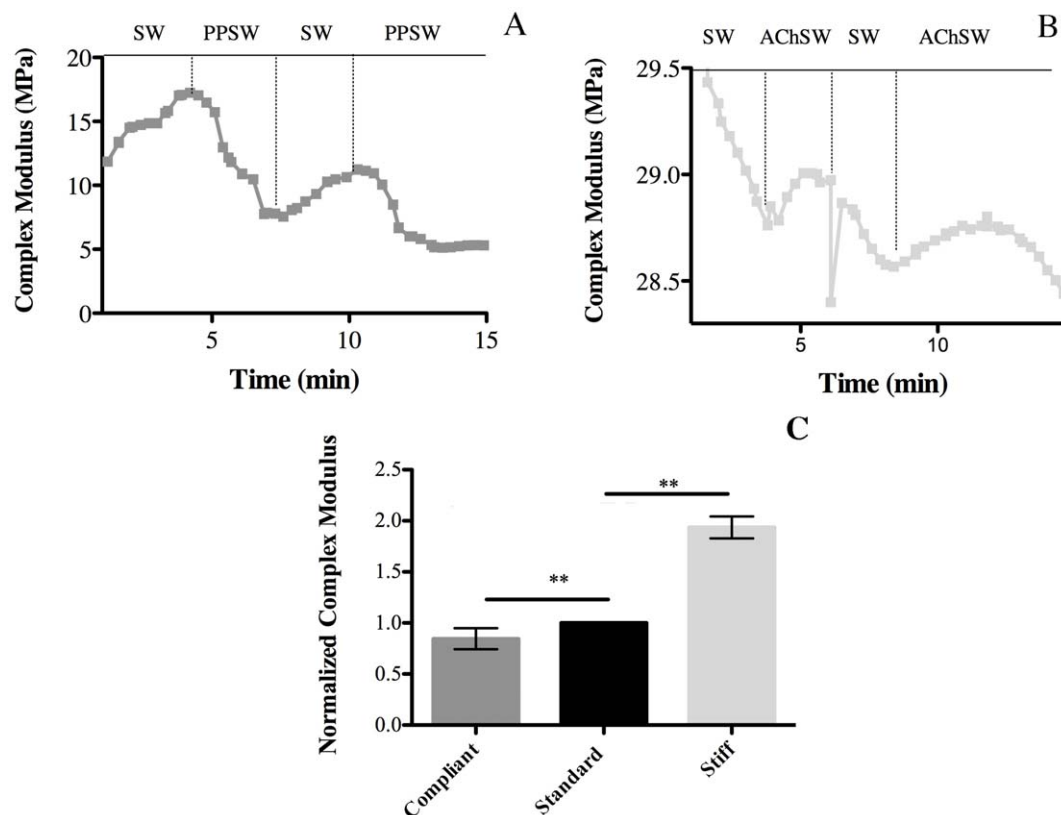 A
SW PPSW SW PPSW
20
15
10
5
0
Complex Modulus (MPa)
5 10 15
Time (min)
B
SW AChSW SW AChSW
29.5
29.0
28.5
Complex Modulus (MPa)
5 10
Time (min)
C
Normalized Complex Modulus
2.5
2.0
1.5
1.0
0.5
0.0
**
**
Compliant
Standard
Stiff